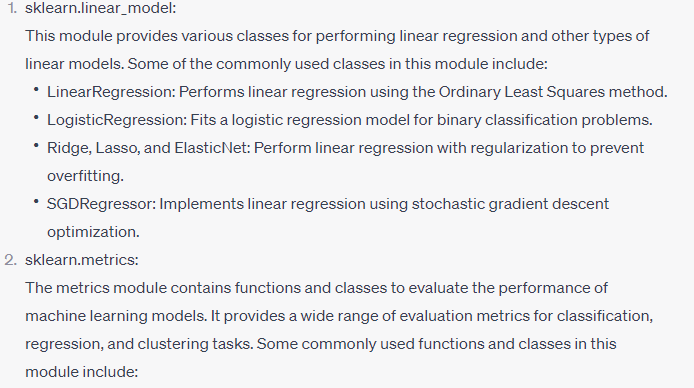 1. sklearn.linear_model:
This module provides various classes for performing linear regression and other types of
linear models. Some of the commonly used classes in this module include:
• LinearRegression: Performs linear regression using the Ordinary Least Squares method.
• LogisticRegression: Fits a logistic regression model for binary classification problems.
• Ridge, Lasso, and ElasticNet: Perform linear regression with regularization to prevent
overfitting.
• SGDRegressor: Implements linear regression using stochastic gradient descent
optimization.
2. sklearn.metrics:
The metrics module contains functions and classes to evaluate the performance of
machine learning models. It provides a wide range of evaluation metrics for classification,
regression, and clustering tasks. Some commonly used functions and classes in this
module include: